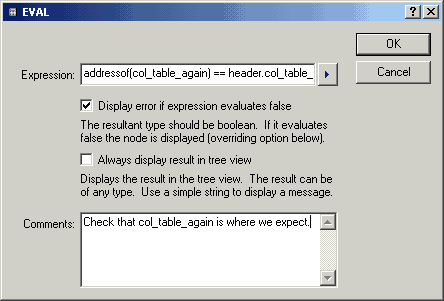 EVAL
OK
Expression: addressof(col_table_again) == header.col_table_
Cancel
Display error if expression evaluates false
The resultant type should be boolean. If it evaluates
false the node is displayed (overriding option below).
Always display result in tree view
Displays the result in the tree view. The result can be
of any type. Use a simple string to display a message.
Comments: Check that col_table_again is where we expect.